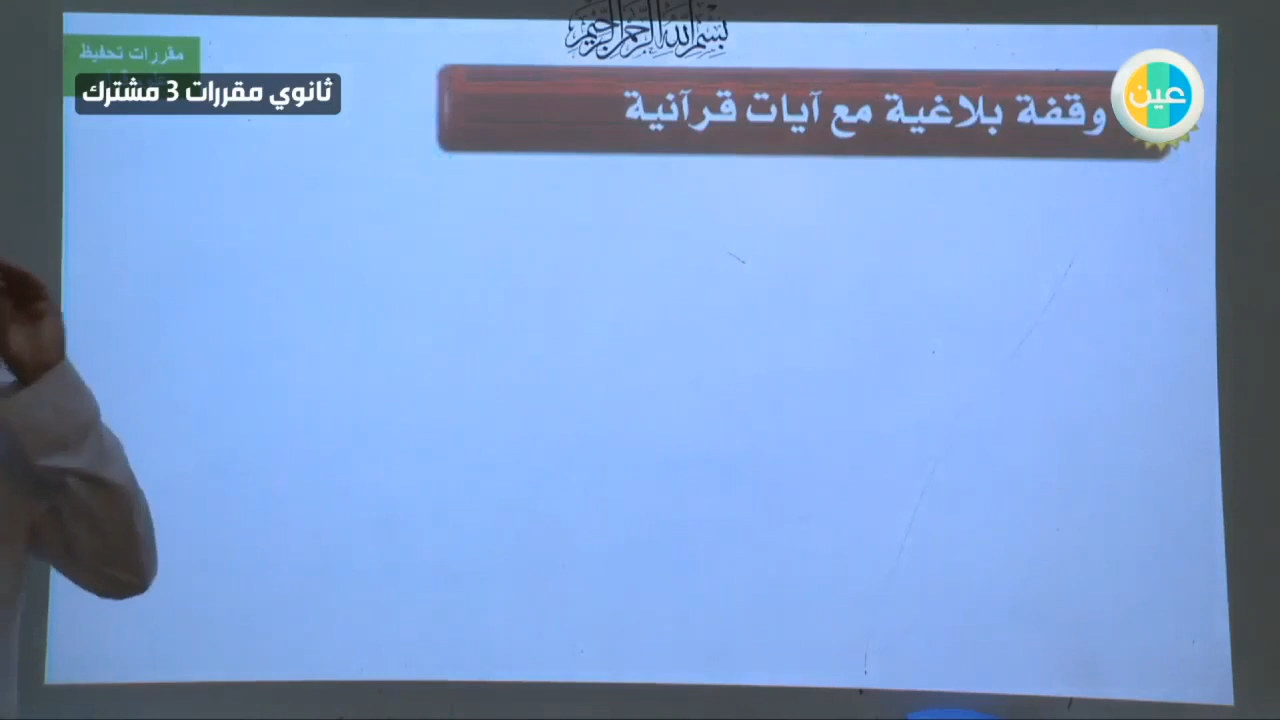 بسم الله الرحمن الرحيم
مقررات تحفيظ
ثانوي مقررات 3 مشترك
وقفة بلاغية مع آيات قرآنية
عين